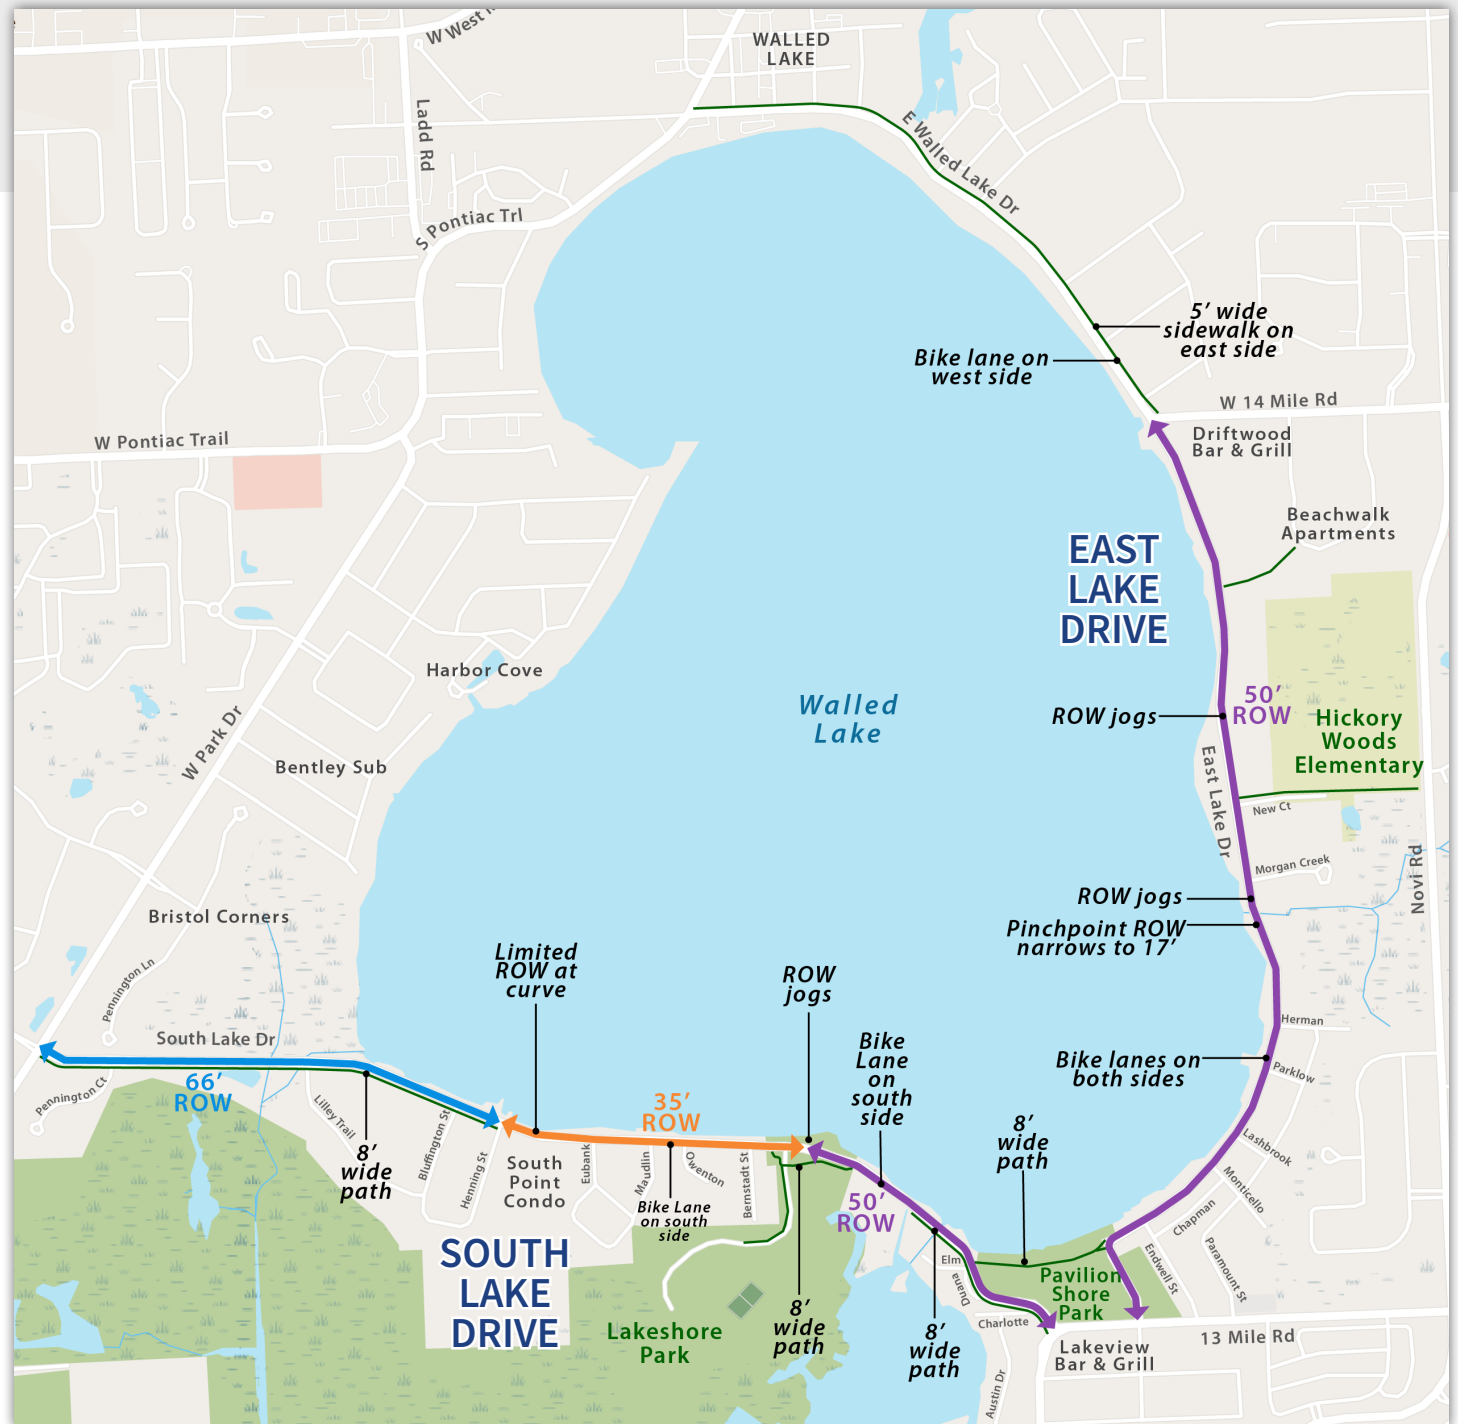 W West
WALLED
LAKE
Ladd Rd
E Walled Lake Dr
S Pontiac Trl
5’ wide
sidewalk on
east side
Bike lane on
west side
W 14 Mile Rd
Driftwood
Bar & Grill
W Pontiac Trail
Beachwalk
Apartments
EAST
LAKE
DRIVE
Harbor Cove
50’
ROW
Walled
Lake
ROW jogs
Hickory
Woods
Elementary
W Park Dr
Bentley Sub
East Lake Dr
New Ct
Morgan Creek
Novi Rd
ROW jogs
Bristol Corners
Pinchpoint ROW
narrows to 17’
Limited
ROW at
curve
ROW
jogs
Pennington Ln
Herman
South Lake Dr
Bike
Lane
on
south
side
Bike lanes on
both sides
Parklow
66’
ROW
Pennington Ct
35’
ROW
Lilley Trail
8’
wide
path
8’
wide
path
Bluffington St
Henning St
South
Point
Condo
Eubank
Maudlin
Owenton
Bernstadt St
Lashbrook
Monticello
Bike Lane
on south
side
50’
ROW
Chapman
SOUTH
LAKE
DRIVE
Elm
Duana
Endwell St
Paramount St
Pavilion
Shore
Park
8’
wide
path
8’
wide
path
Lakeshore
Park
Charlotte
13 Mile Rd
Lakeview
Bar & Grill
Austin Dr